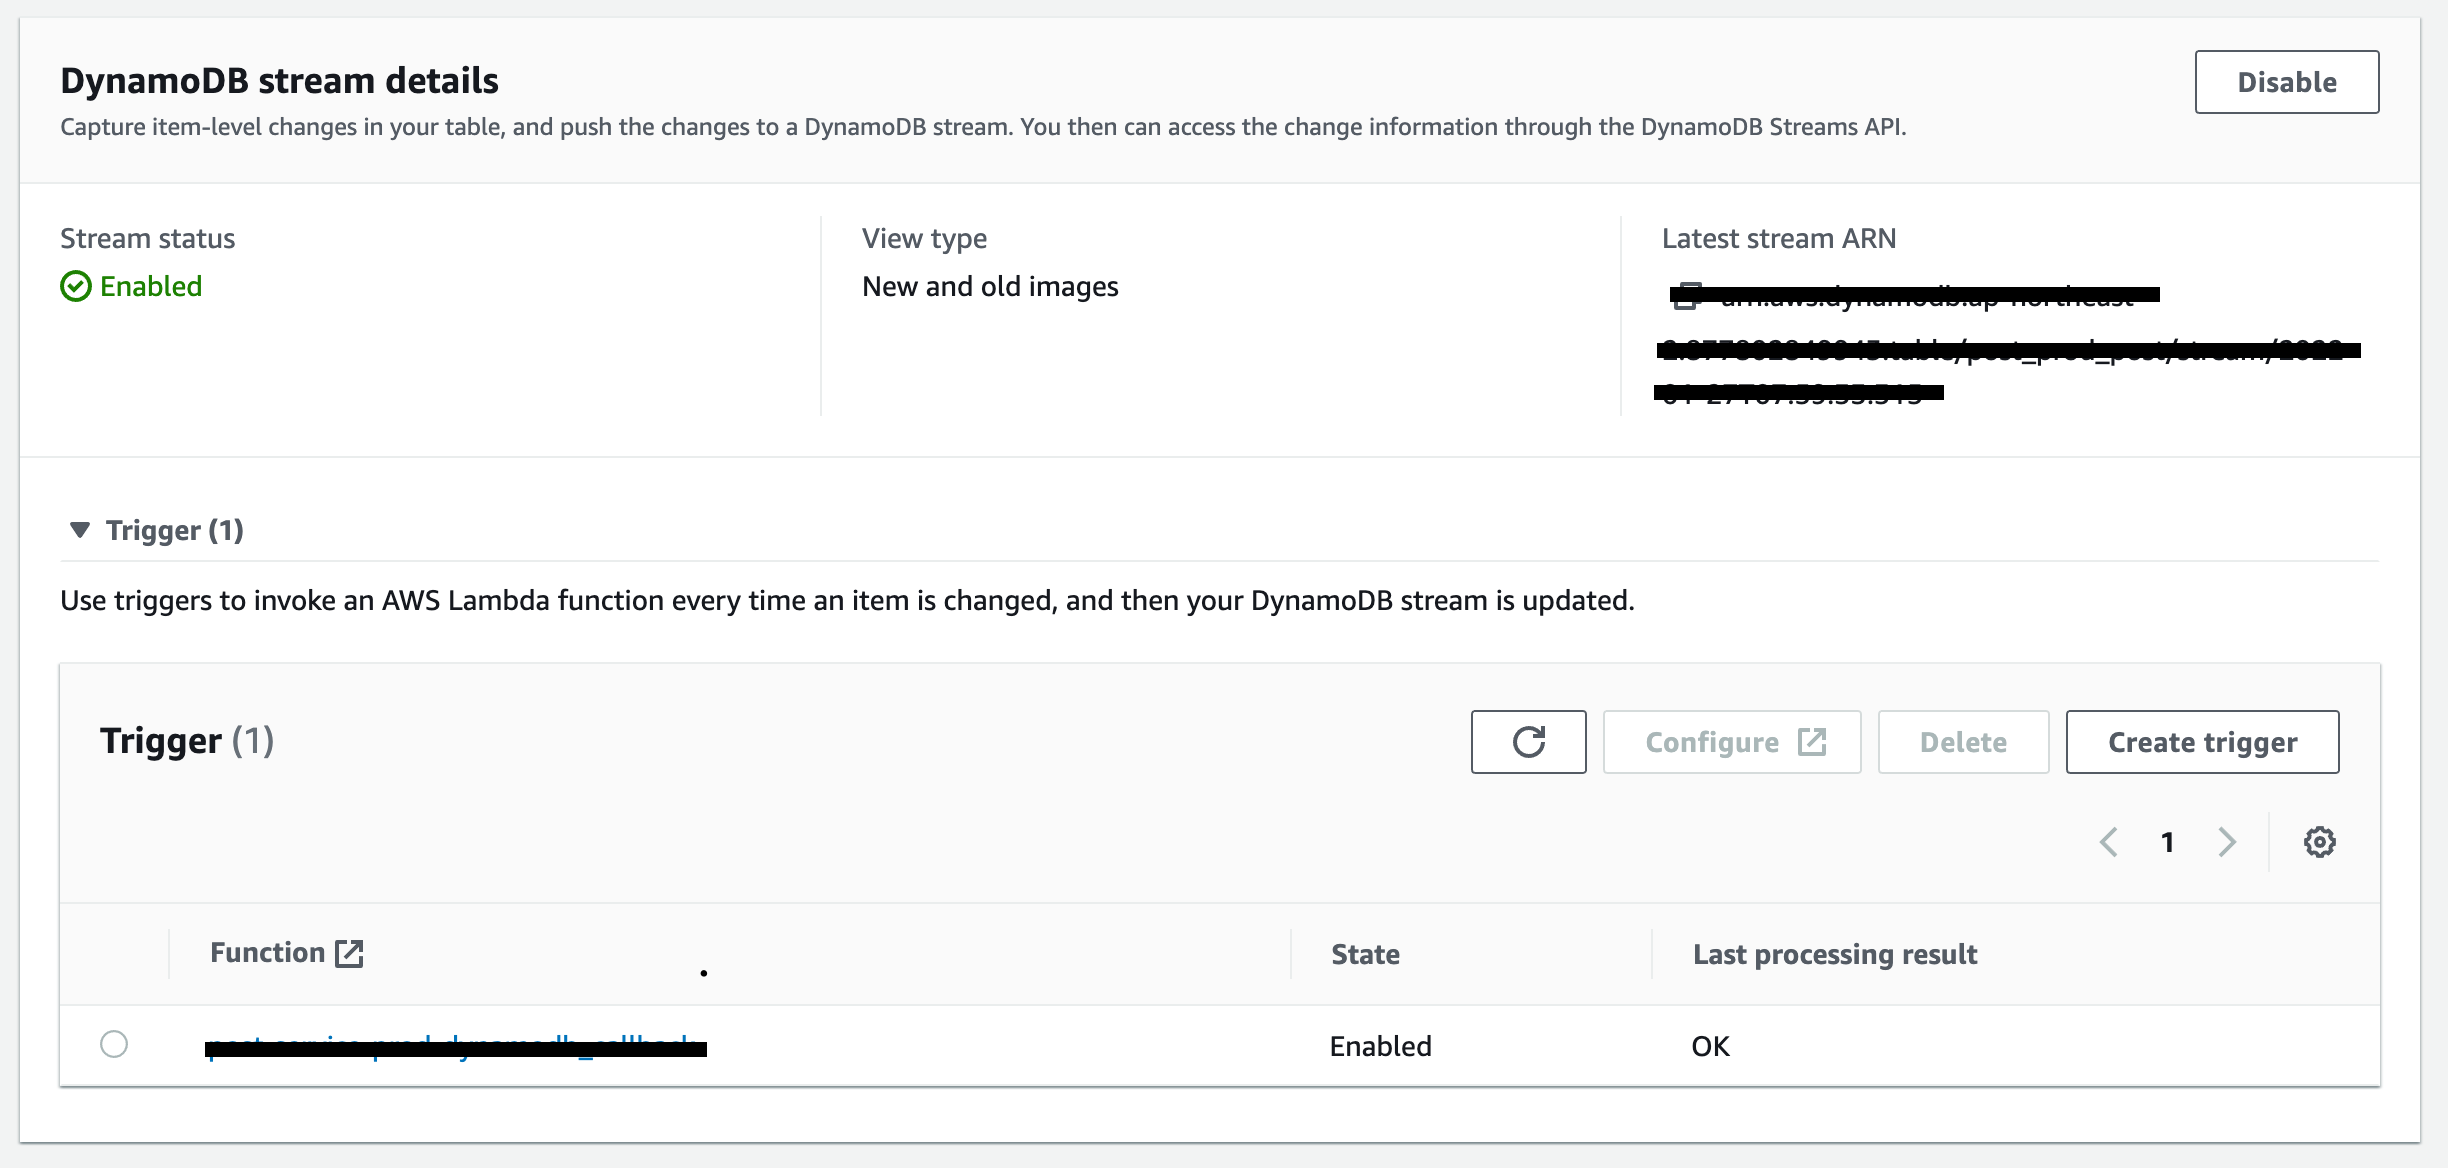 DynamoDB stream details
Disable
Capture item-level changes in your table, and push the changes to a DynamoDB stream. You then can access the change information through the DynamoDB Streams API.
Stream status
Enabled
View type
New and old images
Latest stream ARN
Trigger (1)
Use triggers to invoke an AWS Lambda function every time an item is changed, and then your DynamoDB stream is updated.
Trigger (1)
Configure
Delete
Create trigger
1
Function
State
Last processing result
Enabled
OK